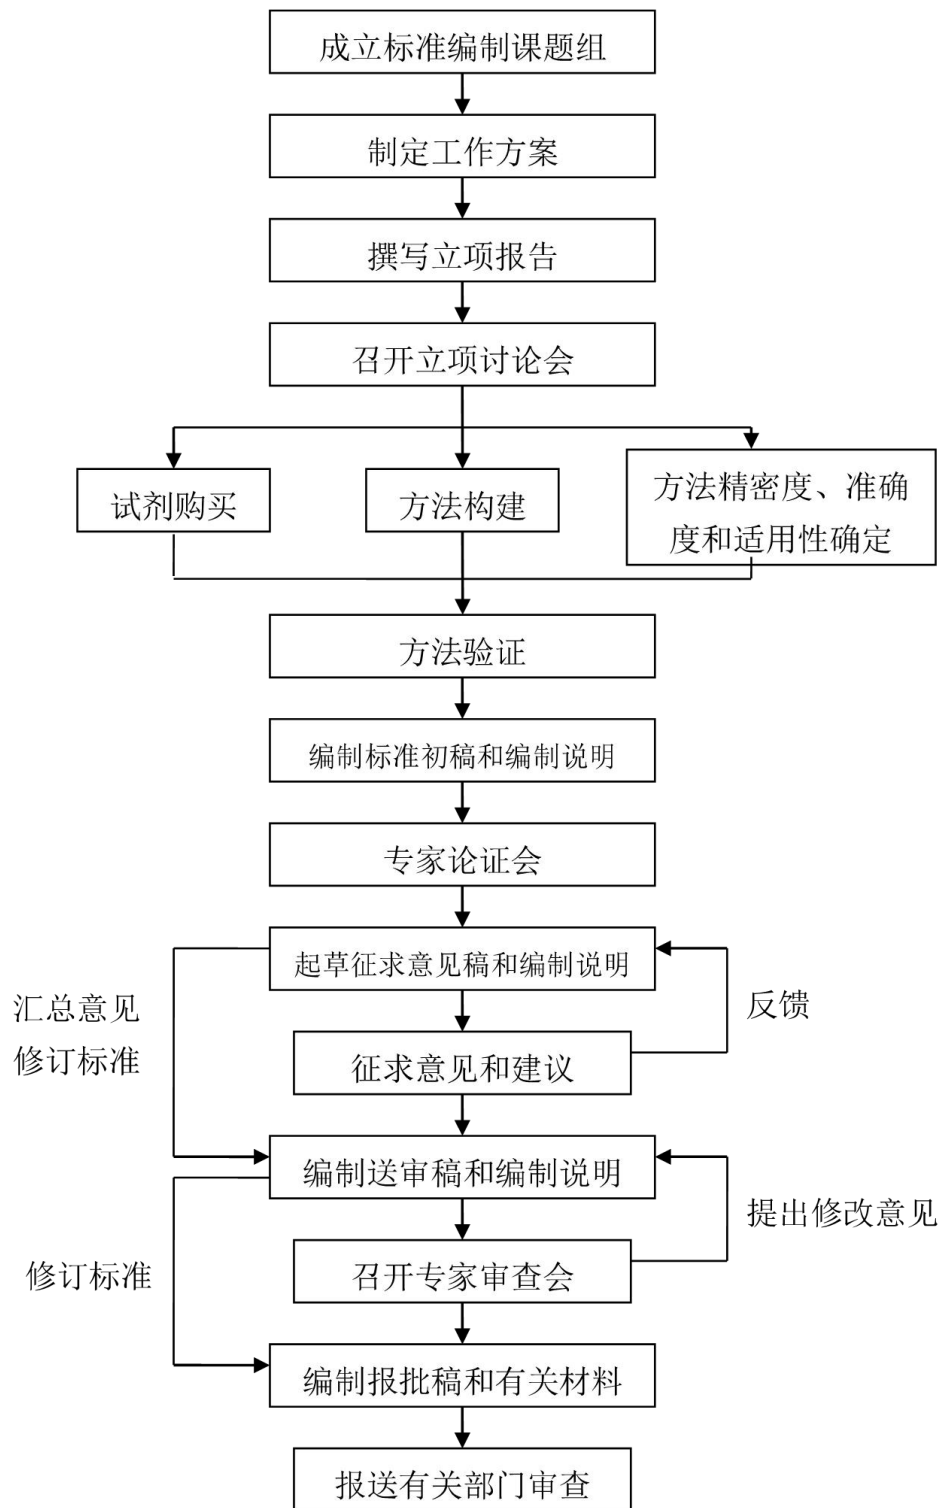 成立标准编制课题组
制定工作方案
撰写立项报告
召开立项讨论会
试剂购买
方法构建
方法精密度、准确
度和适用性确定
方法验证
编制标准初稿和编制说明
专家论证会
起草征求意见稿和编制说明
汇总意见
修订标准
反馈
征求意见和建议
编制送审稿和编制说明
提出修改意见
修订标准
召开专家审查会
编制报批稿和有关材料
报送有关部门审查